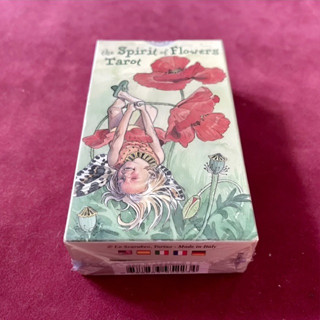 the Spirit of Flowers
Tarot
© Lo Scarabeo, Torino - Made in Italy